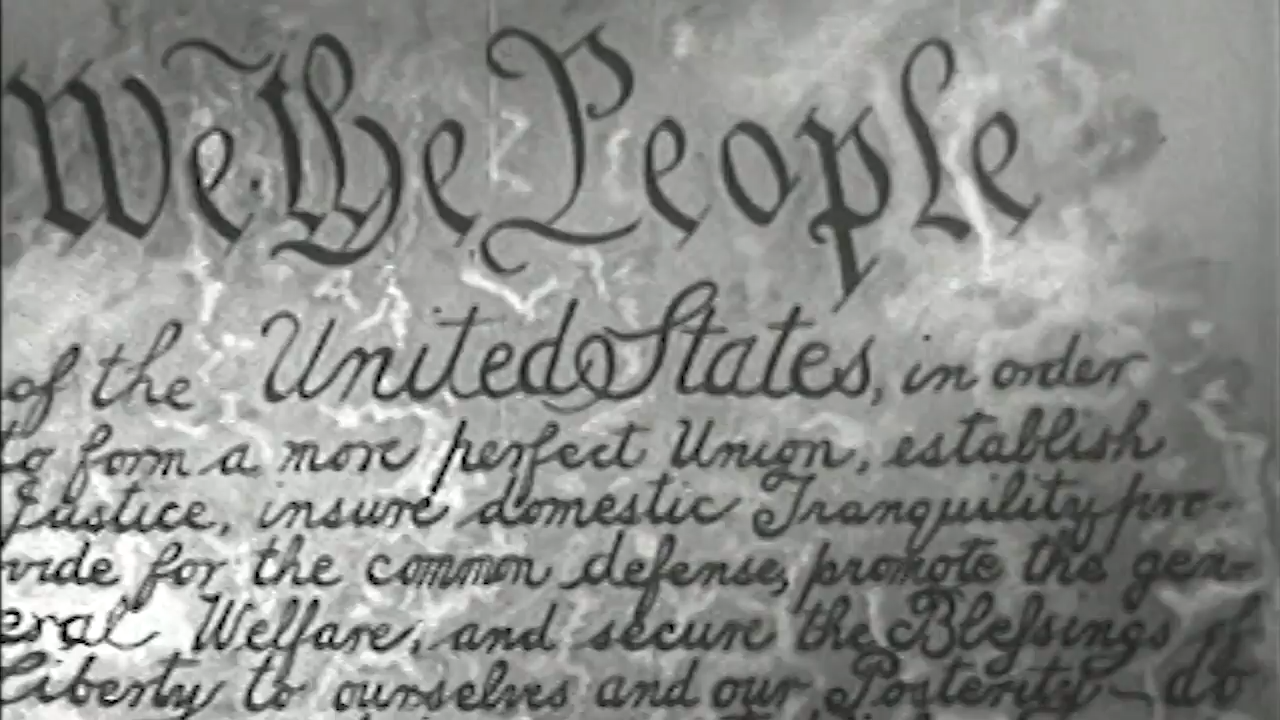 We the People
of the United States, in order
to form a more perfect Union, establish
Justice, insure domestic Tranquility pro-
vide for the common defense, promote the gen-
eral Welfare, and secure the Blefsings of
Liberty to ourselves and our Posterity — do